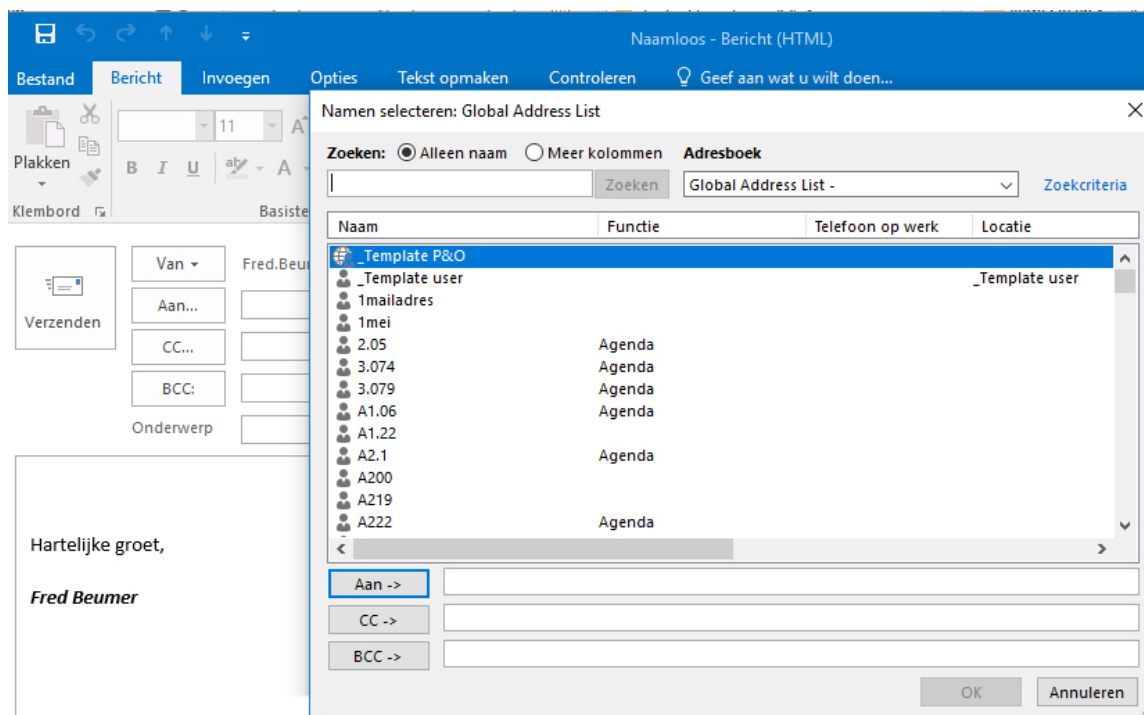 Naamloos - Bericht (HTML)
Bestand Bericht Invoegen Opties Tekst opmaken Controleren Geef aan wat u wilt doen...
Plakken
Klembord
11 A
B I U aby A
Basiste
Verzenden
Van Fred.Beu
Aan...
CC...
BCC:
Onderwerp
Hartelijke groet,
Fred Beumer
Namen selecteren: Global Address List
Zoeken: Alleen naam Meer kolommen Adresboek
Zoeken Global Address List - Zoekcriteria
Naam Functie Telefoon op werk Locatie
_Template P&O
_Template user _Template user
1mailadres
1mei
2.05 Agenda
3.074 Agenda
3.079 Agenda
A1.06 Agenda
A1.22
A2.1 Agenda
A200
A219
A222 Agenda
Aan ->
CC ->
BCC ->
OK Annuleren